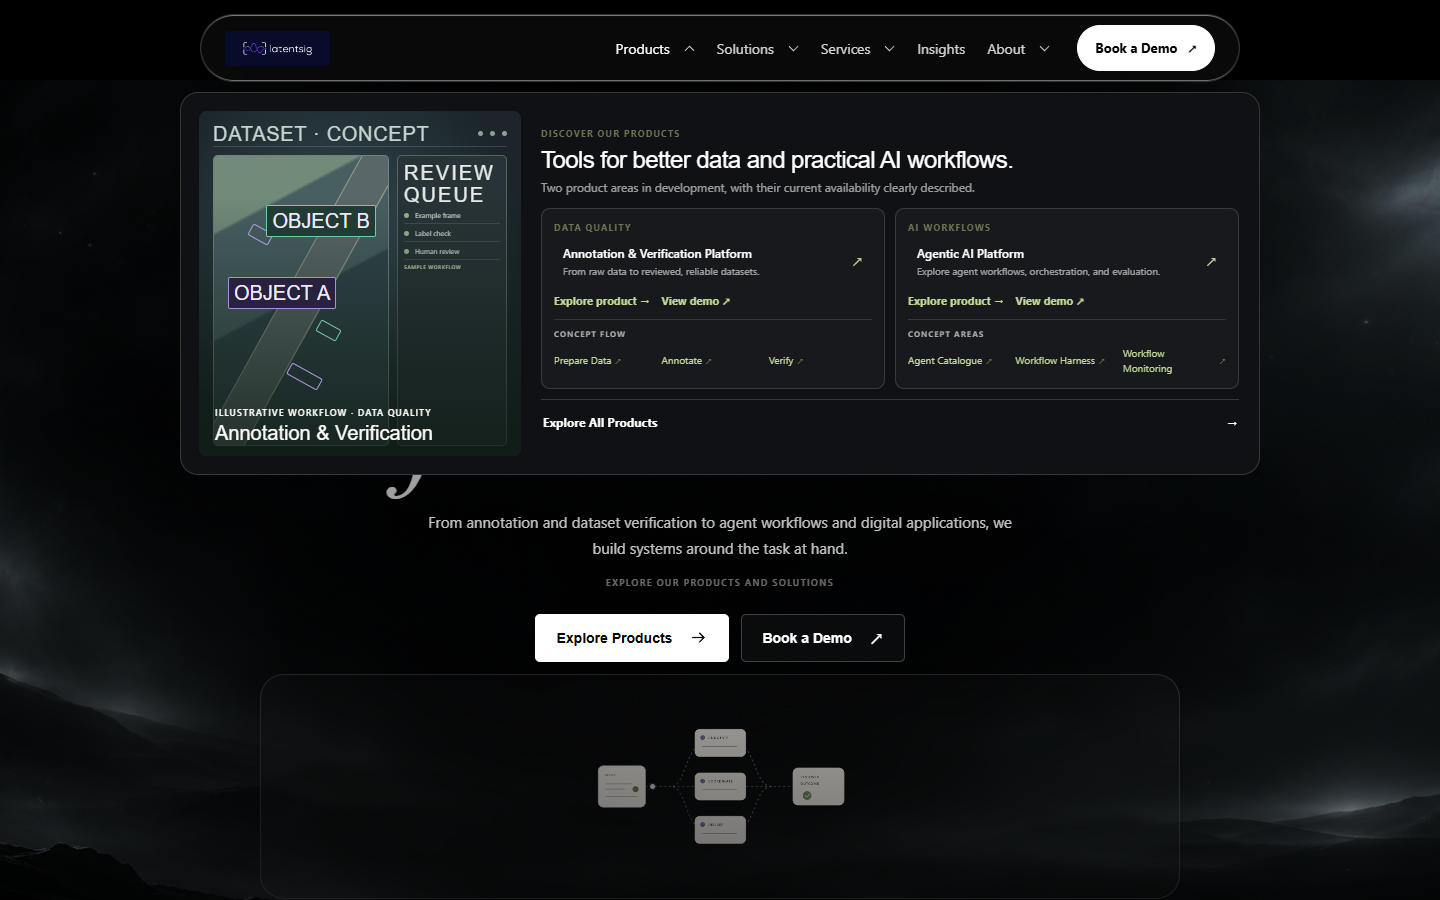 latentsig
Products
Solutions
Services
Insights
About
Book a Demo ↗
DATASET · CONCEPT
REVIEW
QUEUE
Example frame
Label check
Human review
SAMPLE WORKFLOW
OBJECT B
OBJECT A
ILLUSTRATIVE WORKFLOW · DATA QUALITY
Annotation & Verification
DISCOVER OUR PRODUCTS
Tools for better data and practical AI workflows.
Two product areas in development, with their current availability clearly described.
DATA QUALITY
Annotation & Verification Platform ↗
From raw data to reviewed, reliable datasets.
Explore product → View demo ↗
CONCEPT FLOW
Prepare Data ↗ Annotate ↗ Verify ↗
AI WORKFLOWS
Agentic AI Platform ↗
Explore agent workflows, orchestration, and evaluation.
Explore product → View demo ↗
CONCEPT AREAS
Agent Catalogue ↗ Workflow Harness ↗ Workflow ↗
Monitoring
Explore All Products →
From annotation and dataset verification to agent workflows and digital applications, we
build systems around the task at hand.
EXPLORE OUR PRODUCTS AND SOLUTIONS
Explore Products →
Book a Demo ↗